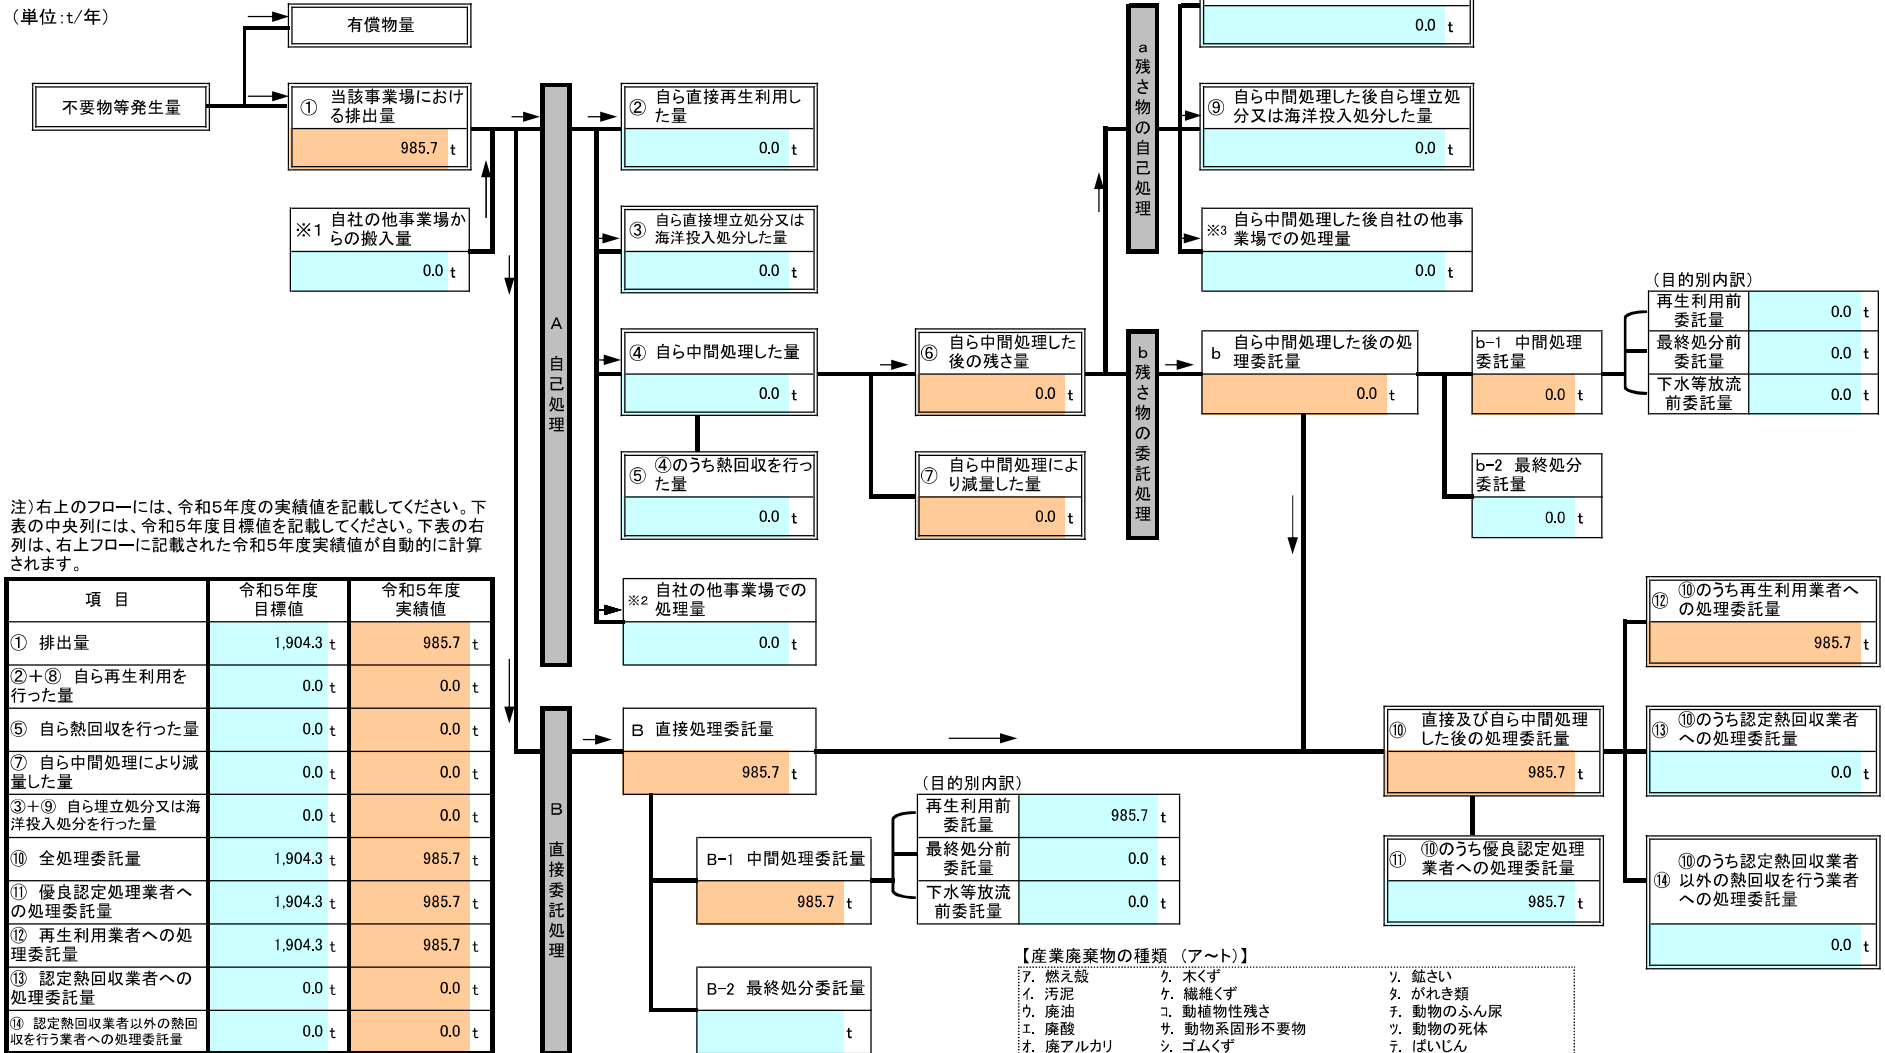 (単位:t/年)
有償物量
不要物等発生量
① 当該事業場におけ
る排出量
985.7 t
※1 自社の他事業場か
らの搬入量
0.0 t
A 自己処理
② 自ら直接再生利用し
た量
0.0 t
③ 自ら直接埋立処分又は
海洋投入処分した量
0.0 t
④ 自ら中間処理した量
0.0 t
⑤ ④のうち熱回収を行っ
た量
0.0 t
※2 自社の他事業場での
処理量
0.0 t
⑥ 自ら中間処理した
後の残さ量
0.0 t
⑦ 自ら中間処理によ
り減量した量
0.0 t
a 残さ物の自己処理
0.0 t
⑨ 自ら中間処理した後自ら埋立処
分又は海洋投入処分した量
0.0 t
※3 自ら中間処理した後自社の他事
業場での処理量
0.0 t
b 残さ物の委託処理
b 自ら中間処理した後の処
理委託量
0.0 t
b-1 中間処理
委託量
0.0 t
b-2 最終処分
委託量
0.0 t
(目的別内訳)
再生利用前
委託量 0.0 t
最終処分前
委託量 0.0 t
下水等放流
前委託量 0.0 t
注)右上のフローには、令和5年度の実績値を記載してください。下
表の中央列には、令和5年度目標値を記載してください。下表の右
列は、右上フローに記載された令和5年度実績値が自動的に計算
されます。
項 目 令和5年度 目標値 令和5年度 実績値
① 排出量 1,904.3 t 985.7 t
②+⑧ 自ら再生利用を
行った量 0.0 t 0.0 t
⑤ 自ら熱回収を行った量 0.0 t 0.0 t
⑦ 自ら中間処理により減
量した量 0.0 t 0.0 t
③+⑨ 自ら埋立処分又は海
洋投入処分を行った量 0.0 t 0.0 t
⑩ 全処理委託量 1,904.3 t 985.7 t
⑪ 優良認定処理業者へ
の処理委託量 1,904.3 t 985.7 t
⑫ 再生利用業者への処
理委託量 1,904.3 t 985.7 t
⑬ 認定熱回収業者への
処理委託量 0.0 t 0.0 t
⑭ 認定熱回収業者以外の熱回
収を行う業者への処理委託量 0.0 t 0.0 t
B 直接委託処理
B 直接処理委託量
985.7 t
B-1 中間処理委託量
985.7 t
B-2 最終処分委託量
t
(目的別内訳)
再生利用前
委託量 985.7 t
最終処分前
委託量 0.0 t
下水等放流
前委託量 0.0 t
⑩ 直接及び自ら中間処理
した後の処理委託量
985.7 t
⑪ ⑩のうち優良認定処理
業者への処理委託量
985.7 t
⑫ ⑩のうち再生利用業者へ
の処理委託量
985.7 t
⑬ ⑩のうち認定熱回収業者
への処理委託量
0.0 t
⑭ ⑩のうち認定熱回収業者
以外の熱回収を行う業者
への処理委託量
0.0 t
【産業廃棄物の種類 (ア~ト)】
ア. 燃え殻 ク. 木くず ソ. 鉱さい
イ. 汚泥 ケ. 繊維くず タ. がれき類
ウ. 廃油 コ. 動植物性残さ チ. 動物のふん尿
エ. 廃酸 サ. 動物系固形不要物 ツ. 動物の死体
オ. 廃アルカリ シ. ゴムくず テ. ばいじん